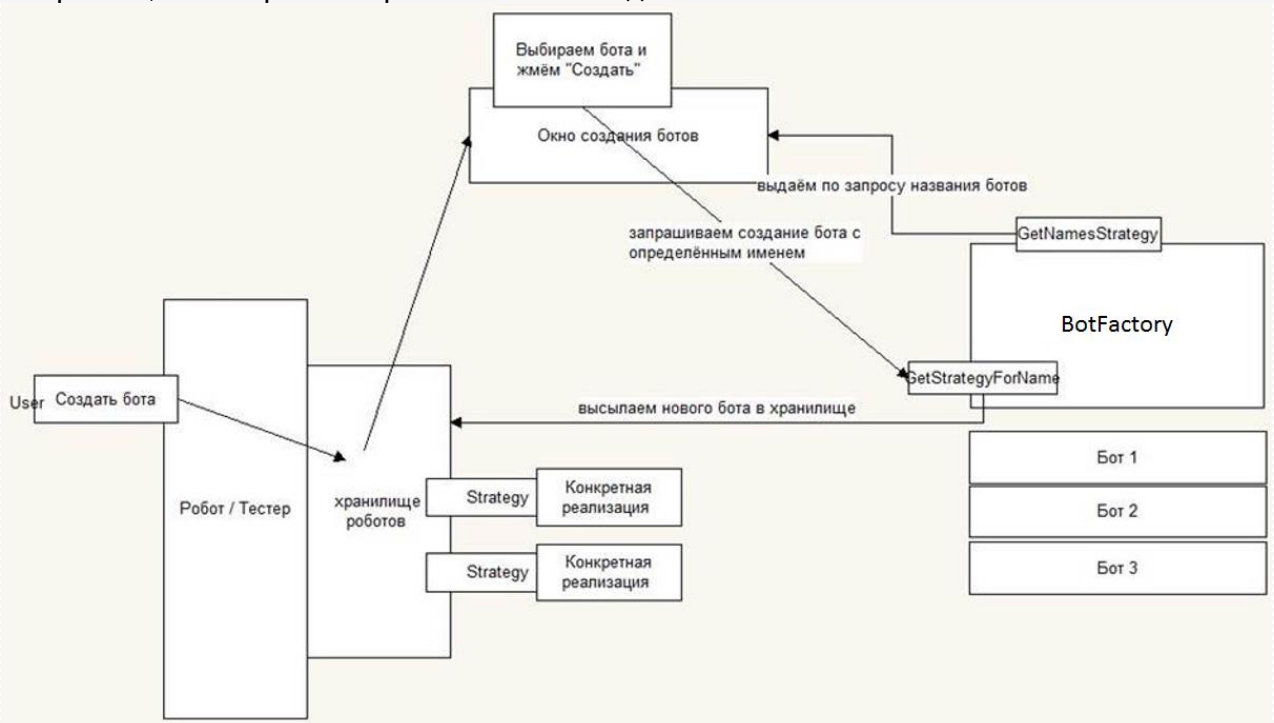 Выбираем бота и
жмём "Создать"
Окно создания ботов
выдаём по запросу названия ботов
запрашиваем создание бота с
определённым именем
GetNamesStrategy
BotFactory
GetStrategyForName
User
Создать бота
высылаем нового бота в хранилище
Робот / Тестер
хранилище
роботов
Strategy
Конкретная
реализация
Strategy
Конкретная
реализация
Бот 1
Бот 2
Бот 3